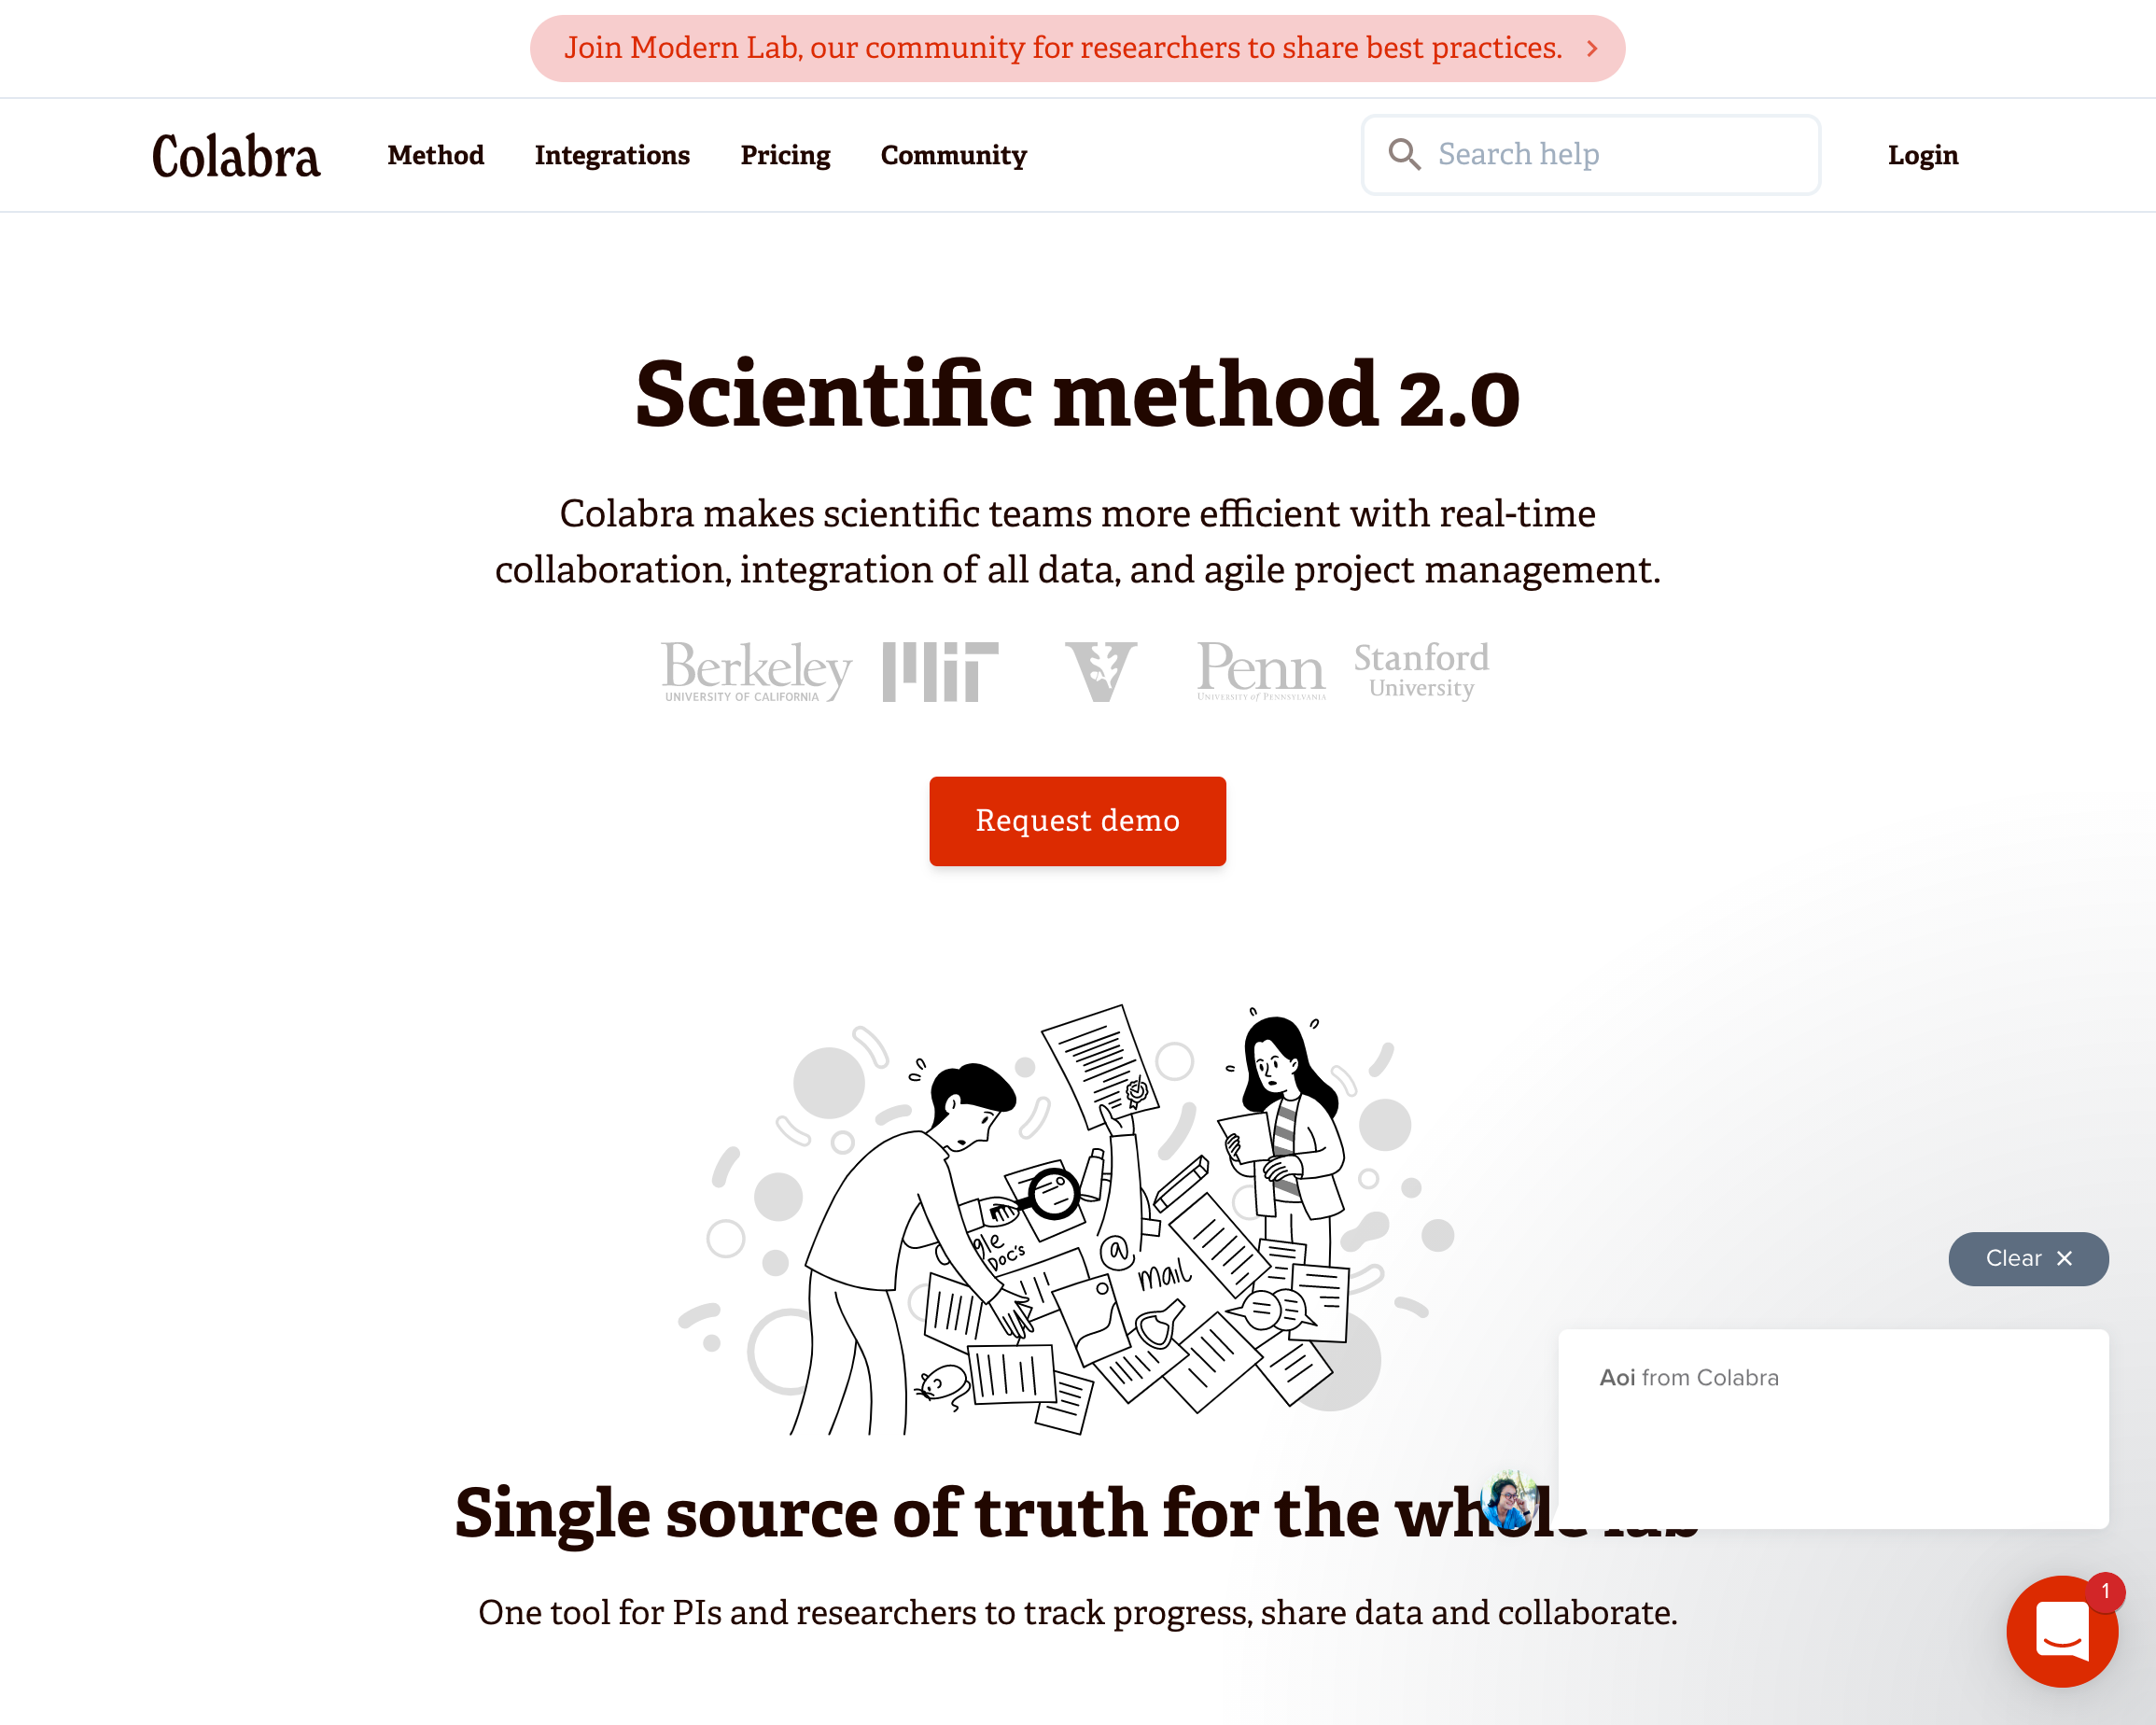 Join Modern Lab, our community for researchers to share best practices.
Colabra
Method
Integrations
Pricing
Community
Search help
Login
Scientific method 2.0
Colabra makes scientific teams more efficient with real-time
collaboration, integration of all data, and agile project management.
Berkeley
UNIVERSITY OF CALIFORNIA
MIT
V
Penn
UNIVERSITY of PENNSYLVANIA
Stanford
University
Request demo
Doc's
@
mail
Clear
Aoi from Colabra
Single source of truth for the
One tool for PIs and researchers to track progress, share data and collaborate.
1